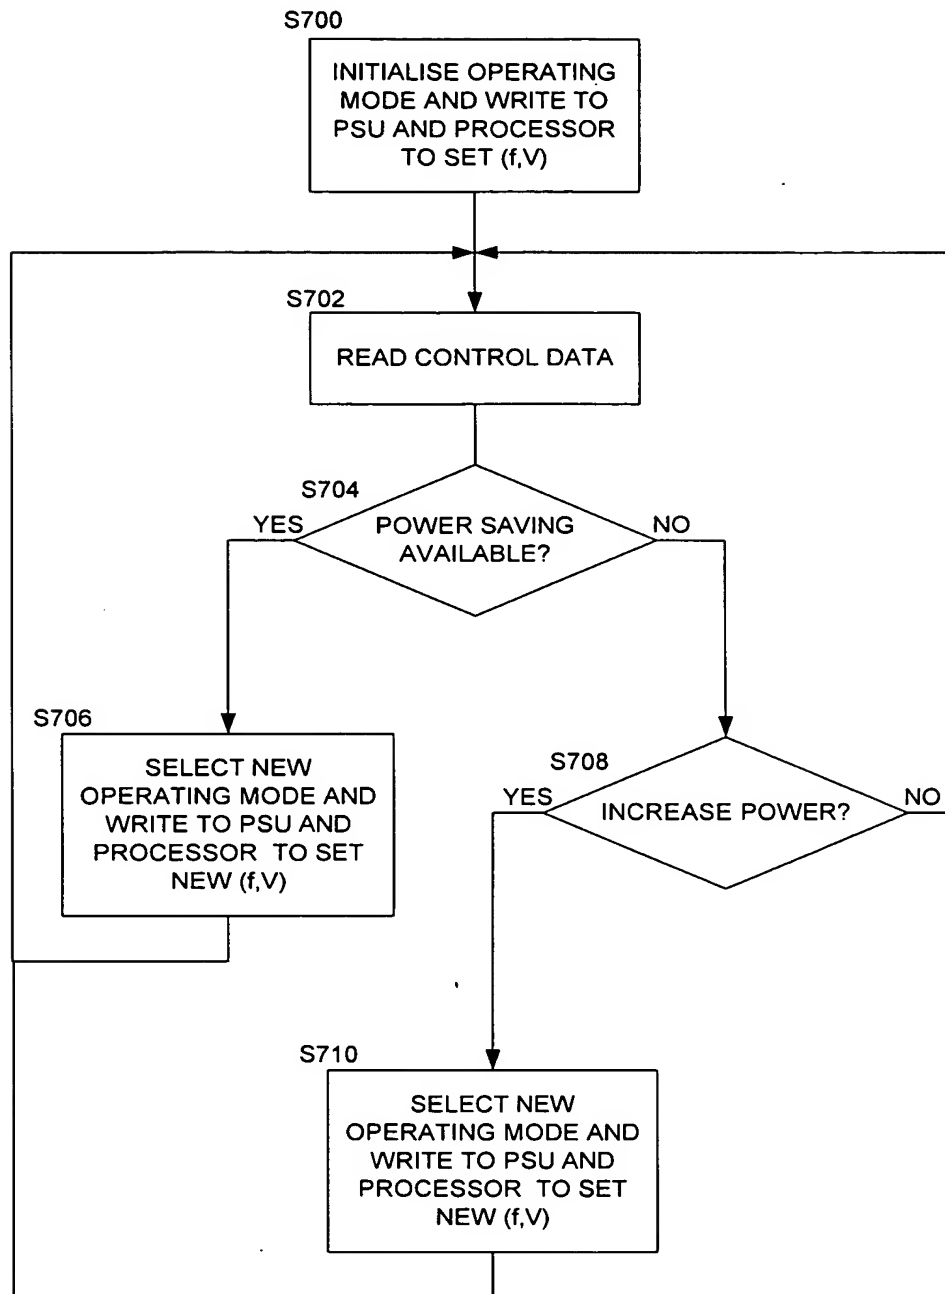 S700
INITIALISE OPERATING
MODE AND WRITE TO
PSU AND PROCESSOR
TO SET (f,V)
S702
READ CONTROL DATA
S704
YES
POWER SAVING
AVAILABLE?
NO
S706
SELECT NEW
OPERATING MODE AND
WRITE TO PSU AND
PROCESSOR TO SET
NEW (f,V)
S708
YES
INCREASE POWER?
NO
S710
SELECT NEW
OPERATING MODE AND
WRITE TO PSU AND
PROCESSOR TO SET
NEW (f,V)